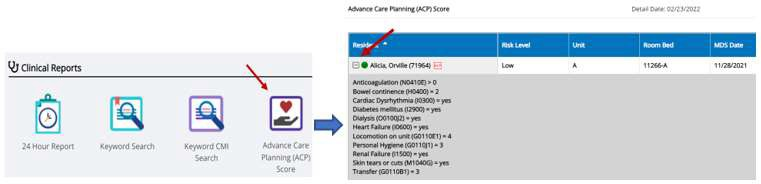 Clinical Reports
24 Hour Report
Keyword Search
Keyword CMI
Search
Advance Care
Planning (ACP)
Score
Advance Care Planning (ACP) Score
Detail Date: 02/23/2022
Resident Risk Level Unit Room Bed MDS Date
Alicia, Orville (71964) Low A 11266-A 11/28/2021
Anticoagulation (N0410E) > 0
Bowel continence (H0400) = 2
Cardiac Dysrhythmia (I0300) = yes
Diabetes mellitus (I2900) = yes
Dialysis (O0100J2) = yes
Heart Failure (I0600) = yes
Locomotion on unit (G0110E1) = 4
Personal Hygiene (G0110J1) = 3
Renal Failure (I1500) = yes
Skin tears or cuts (M1040G) = yes
Transfer (G0110B1) = 3